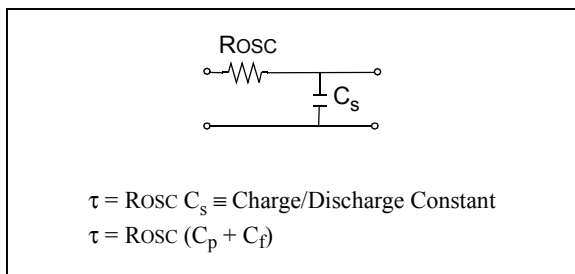 ROSC
Cs
τ = ROSC Cs ≡ Charge/Discharge Constant
τ = ROSC (Cp + Cf)